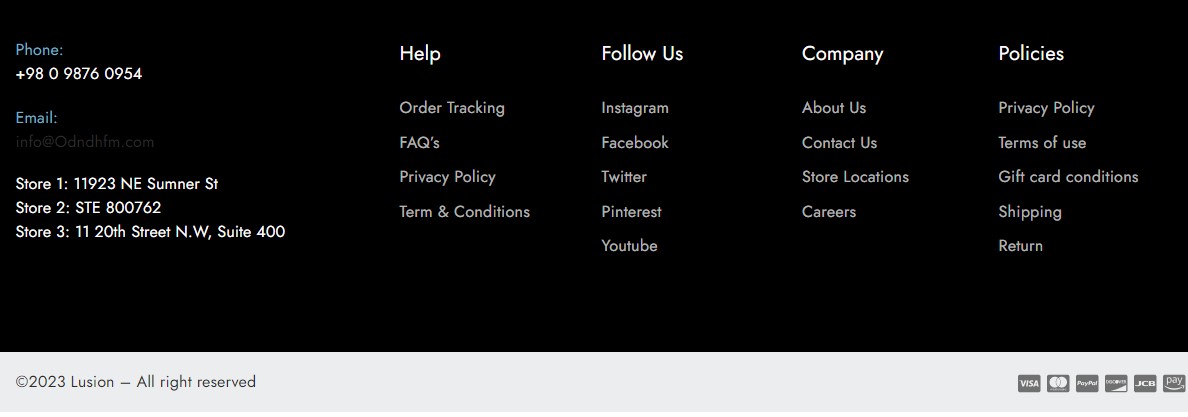 Phone:
+98 0 9876 0954
Email:
info@Odndhfm.com
Store 1: 11923 NE Sumner St
Store 2: STE 800762
Store 3: 11 20th Street N.W, Suite 400
Help
Order Tracking
FAQ's
Privacy Policy
Term & Conditions
Follow Us
Instagram
Facebook
Twitter
Pinterest
Youtube
Company
About Us
Contact Us
Store Locations
Careers
Policies
Privacy Policy
Terms of use
Gift card conditions
Shipping
Return
©2023 Lusion – All right reserved
VISA
PayPal
DISCOVER
JCB
pay